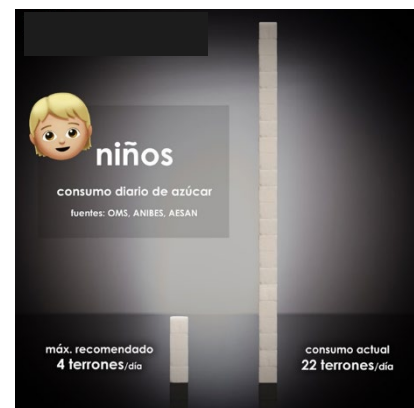 niños
consumo diario de azúcar
fuentes: OMS, ANIBES, AESAN
máx. recomendado
4 terrones/día
consumo actual
22 terrones/día